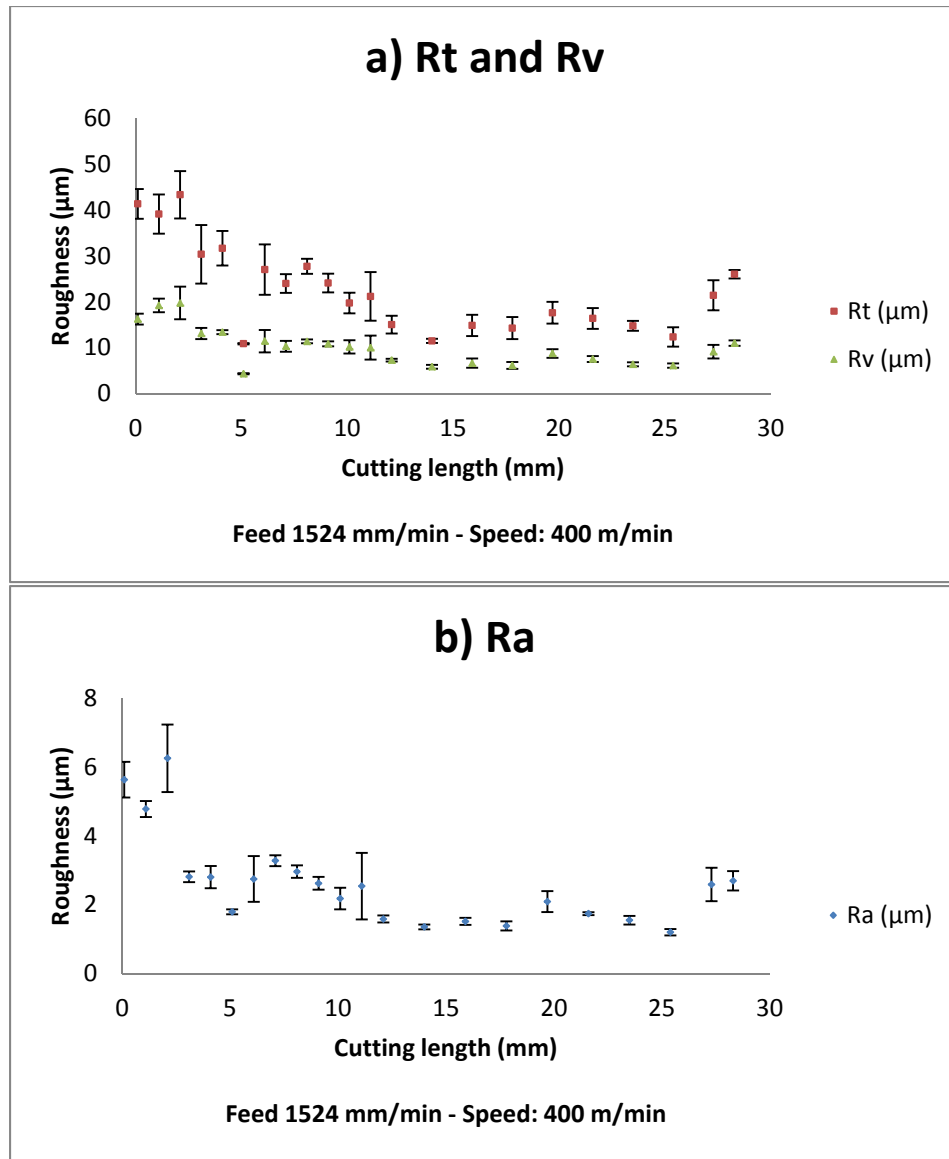 a) Rt and Rv
60
50
40
30
20
10
0
Roughness (µm)
0 5 10 15 20 25 30
Cutting length (mm)
Rt (µm)
Rv (µm)
Feed 1524 mm/min - Speed: 400 m/min
b) Ra
8
6
4
2
0
Roughness (µm)
0 5 10 15 20 25 30
Cutting length (mm)
Ra (µm)
Feed 1524 mm/min - Speed: 400 m/min